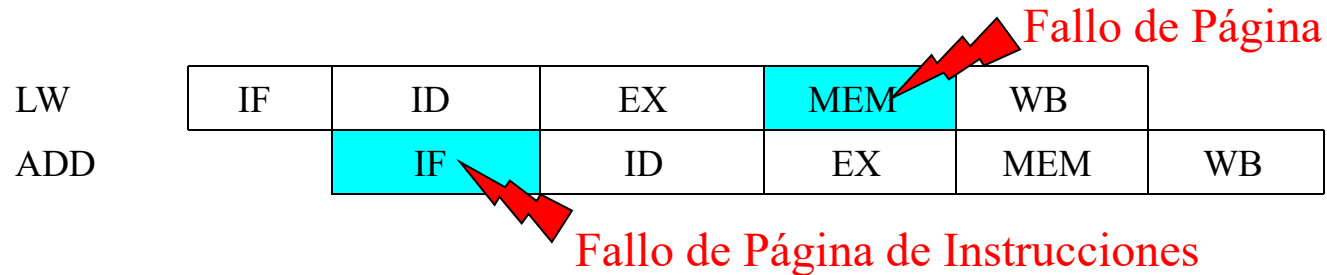 Fallo de Página
LW IF ID EX MEM WB
ADD IF ID EX MEM WB
Fallo de Página de Instrucciones